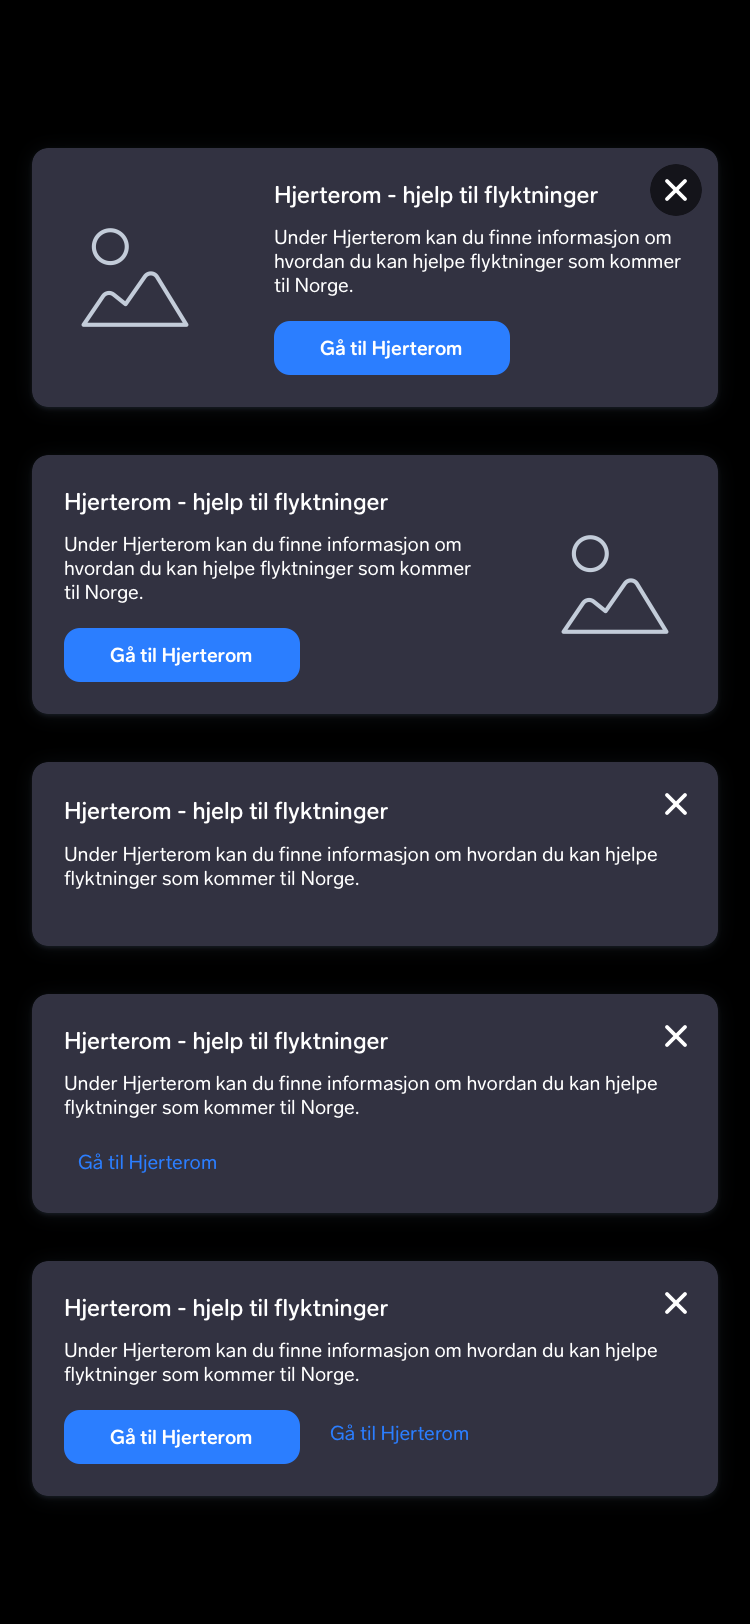 Hjerterom - hjelp til flyktninger
Under Hjerterom kan du finne informasjon om
hvordan du kan hjelpe flyktninger som kommer
til Norge.
Gå til Hjerterom
Hjerterom - hjelp til flyktninger
Under Hjerterom kan du finne informasjon om
hvordan du kan hjelpe flyktninger som kommer
til Norge.
Gå til Hjerterom
Hjerterom - hjelp til flyktninger
Under Hjerterom kan du finne informasjon om hvordan du kan hjelpe
flyktninger som kommer til Norge.
Hjerterom - hjelp til flyktninger
Under Hjerterom kan du finne informasjon om hvordan du kan hjelpe
flyktninger som kommer til Norge.
Gå til Hjerterom
Hjerterom - hjelp til flyktninger
Under Hjerterom kan du finne informasjon om hvordan du kan hjelpe
flyktninger som kommer til Norge.
Gå til Hjerterom
Gå til Hjerterom